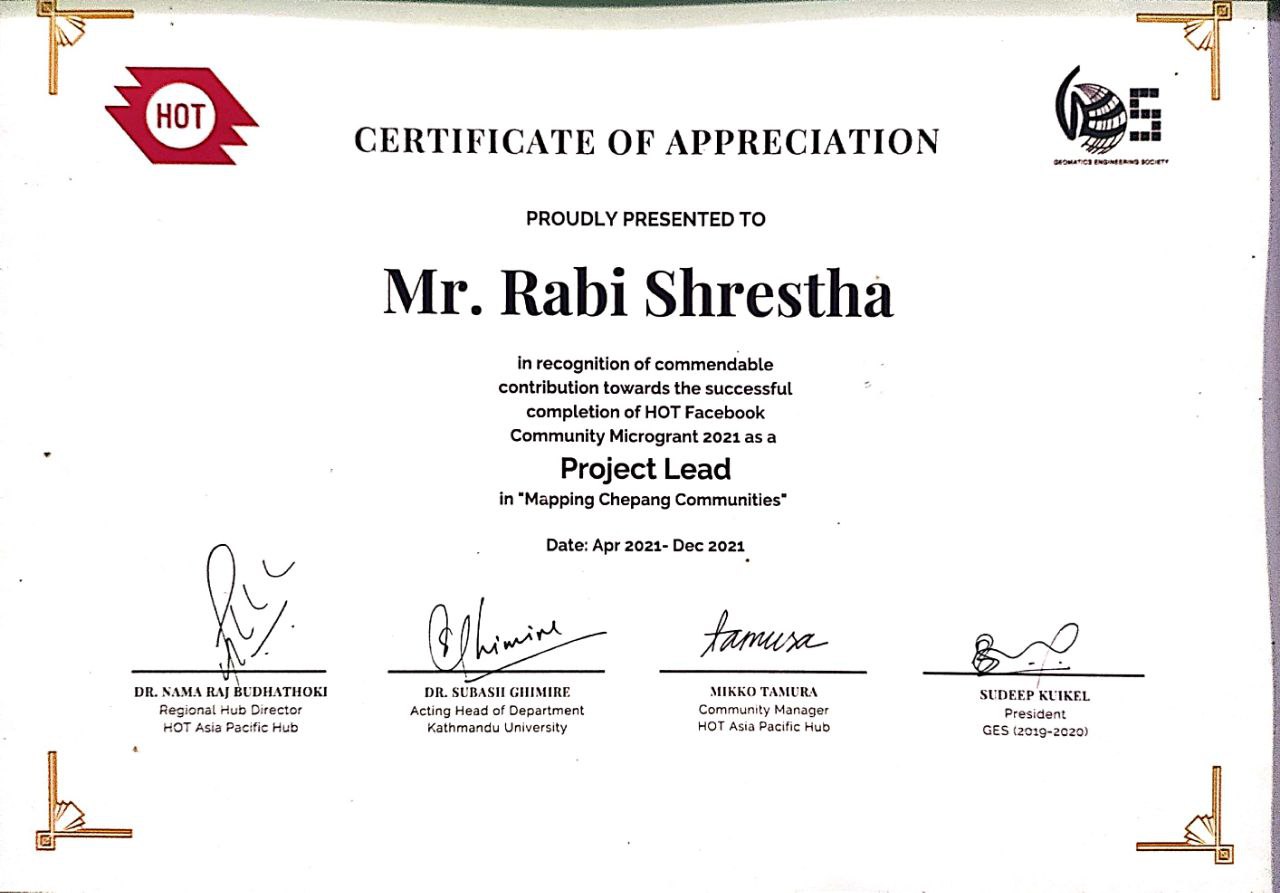 HOT
GES
GEOMATICS ENGINEERING SOCIETY
CERTIFICATE OF APPRECIATION
PROUDLY PRESENTED TO
Mr. Rabi Shrestha
in recognition of commendable
contribution towards the successful
completion of HOT Facebook
Community Microgrant 2021 as a
Project Lead
in "Mapping Chepang Communities"
Date: Apr 2021- Dec 2021
Ghimire
tamura
DR. NAMA RAJ BUDHATHOKI
Regional Hub Director
HOT Asia Pacific Hub
DR. SUBASH GHIMIRE
Acting Head of Department
Kathmandu University
MIKKO TAMURA
Community Manager
HOT Asia Pacific Hub
SUDEEP KUIKEL
President
GES (2019-2020)